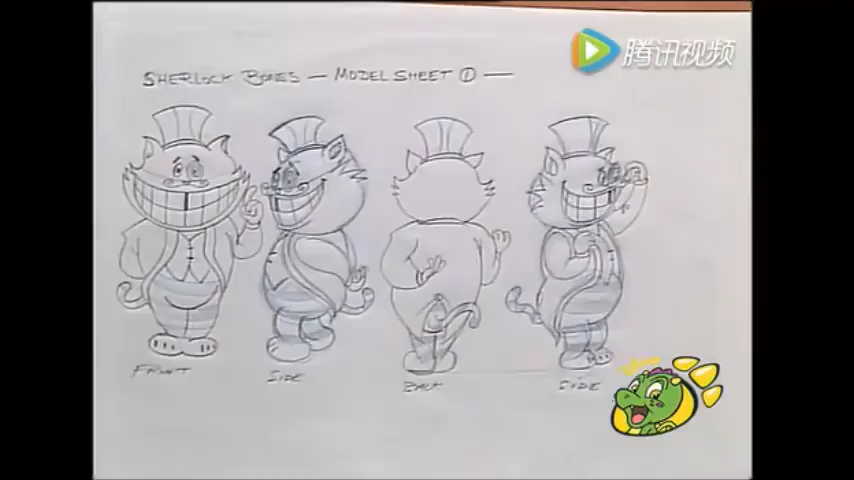 腾讯视频
SHERLOCK BONES — MODEL SHEET ① —
FRONT
SIDE
BACK
SIDE